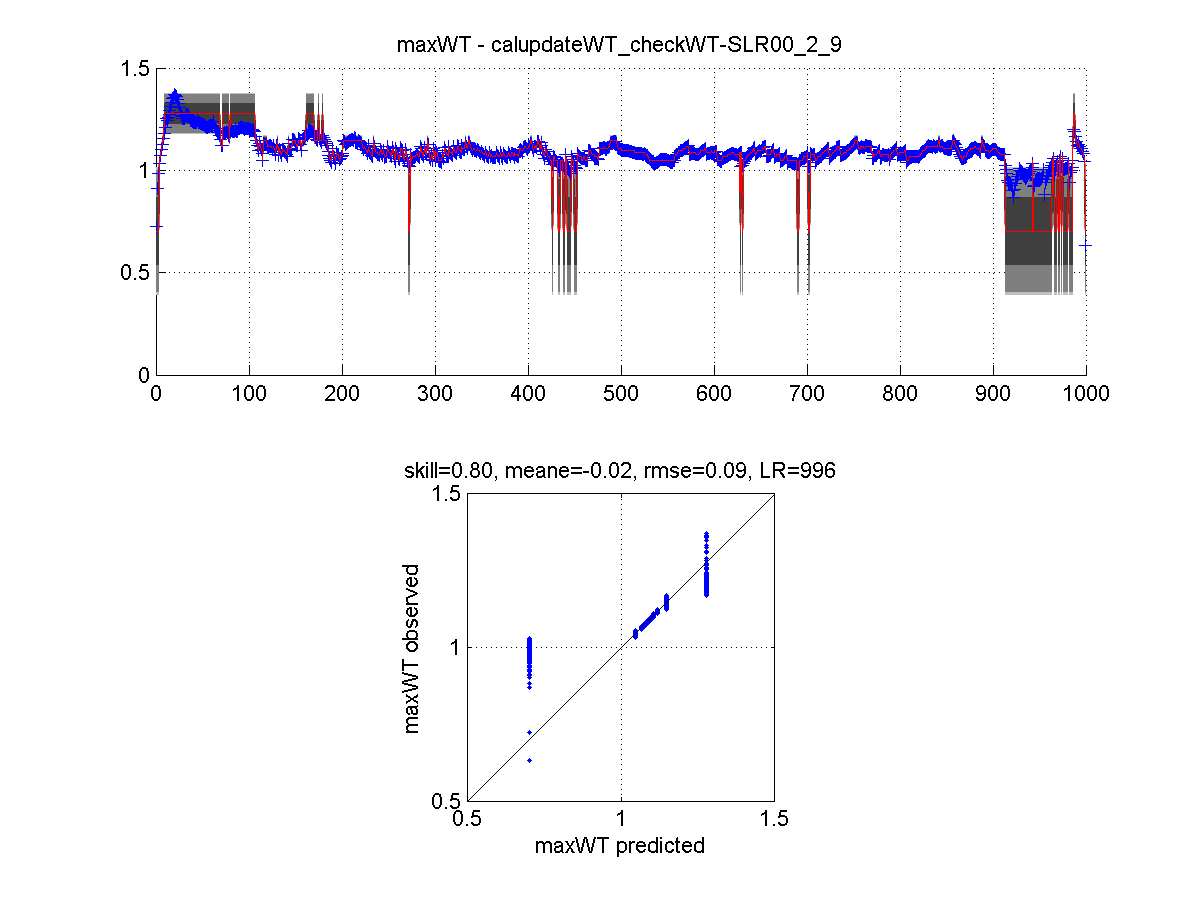 maxWT - calupdateWT_checkWT-SLR00_2_9
1.5
1
0.5
0
0 100 200 300 400 500 600 700 800 900 1000
skill=0.80, meane=-0.02, rmse=0.09, LR=996
1.5
1
0.5
maxWT observed
0.5 1 1.5
maxWT predicted